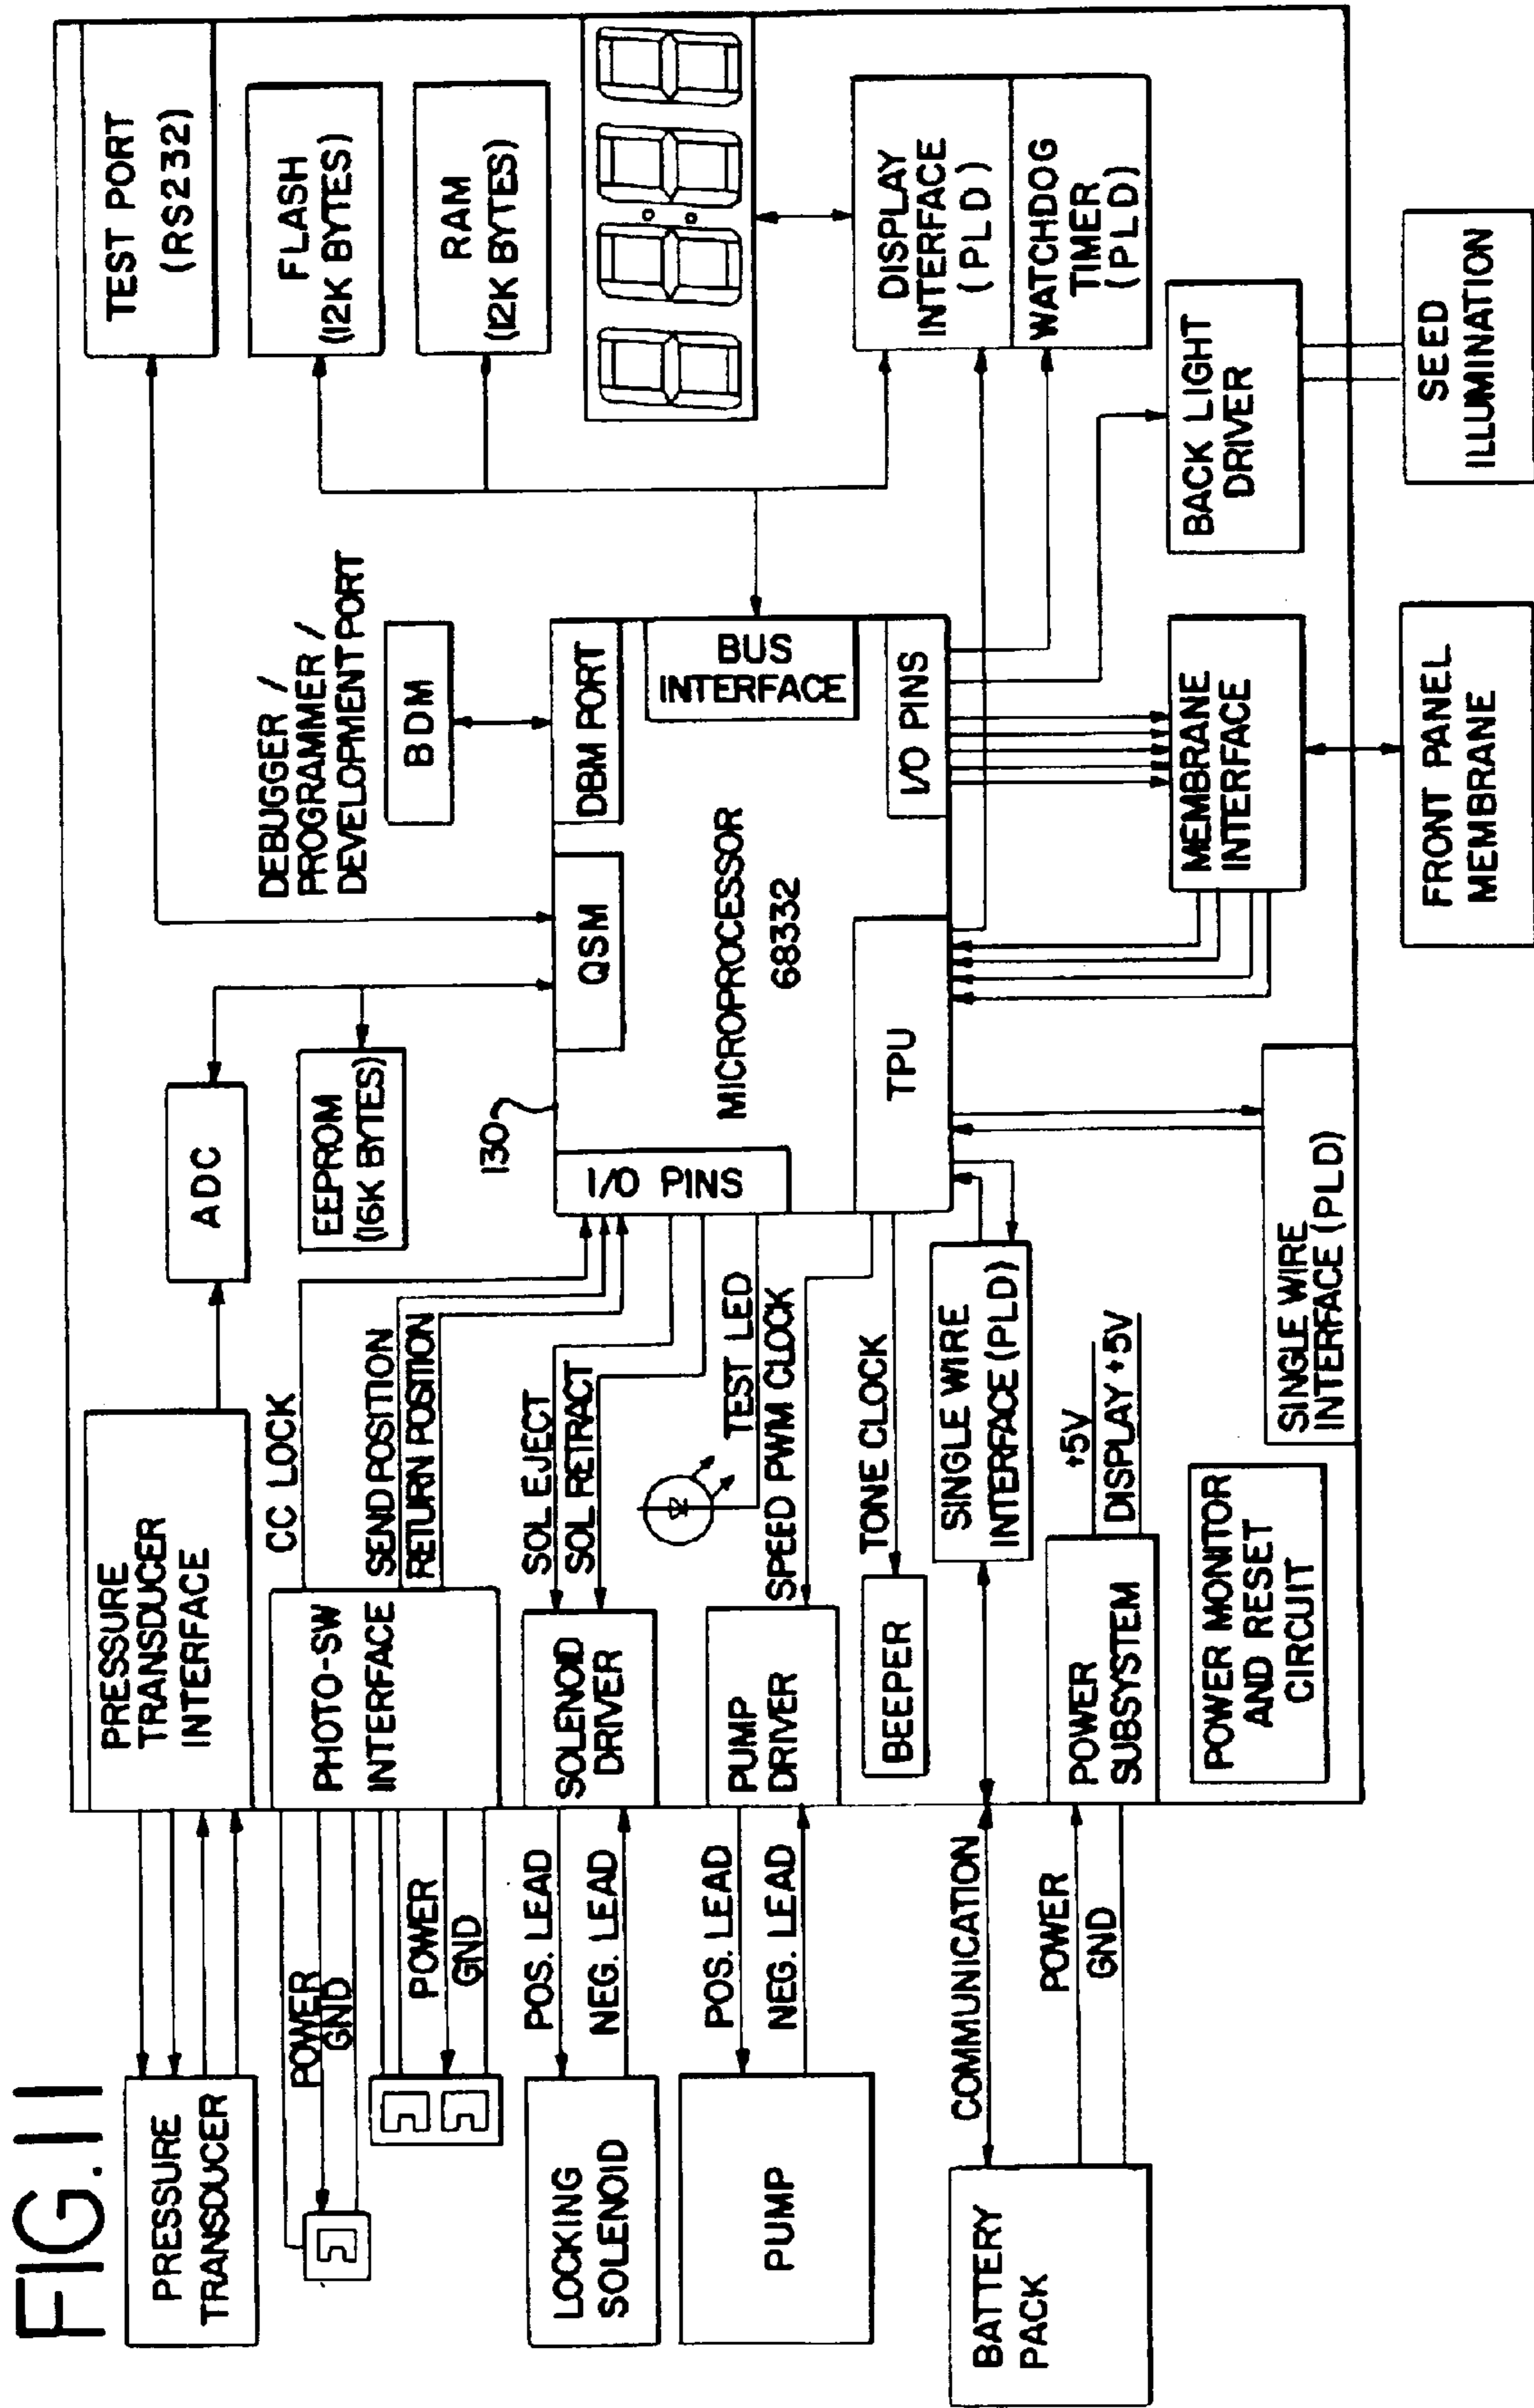 FIG.11
PRESSURE
TRANSDUCER
POWER
GND
POWER
GND
LOCKING
SOLENOID
POS. LEAD
NEG. LEAD
PUMP
POS. LEAD
NEG. LEAD
BATTERY
PACK
COMMUNICATION
POWER
GND
PRESSURE
TRANSDUCER
INTERFACE
PHOTO-SW
INTERFACE
SOLENOID
DRIVER
PUMP
DRIVER
BEEPER
POWER
SUBSYSTEM
POWER MONITOR
AND RESET
CIRCUIT
CC LOCK
SEND POSITION
RETURN POSITION
SOL EJECT
SOL RETRACT
TEST LED
SPEED PWM CLOCK
TONE CLOCK
SINGLE WIRE
INTERFACE (PLD)
+5V
DISPLAY +5V
SINGLE WIRE
INTERFACE (PLD)
ADC
EEPROM
(16K BYTES)
130
I/O PINS
MICROPROCESSOR
68332
QSM
TPU
DBM PORT
BUS
INTERFACE
I/O PINS
DEBUGGER /
PROGRAMMER /
DEVELOPMENT PORT
BDM
MEMBRANE
INTERFACE
FRONT PANEL
MEMBRANE
TEST PORT
(RS232)
FLASH
(12K BYTES)
RAM
(12K BYTES)
DISPLAY
INTERFACE
(PLD)
WATCHDOG
TIMER
(PLD)
BACK LIGHT
DRIVER
SEED
ILLUMINATION